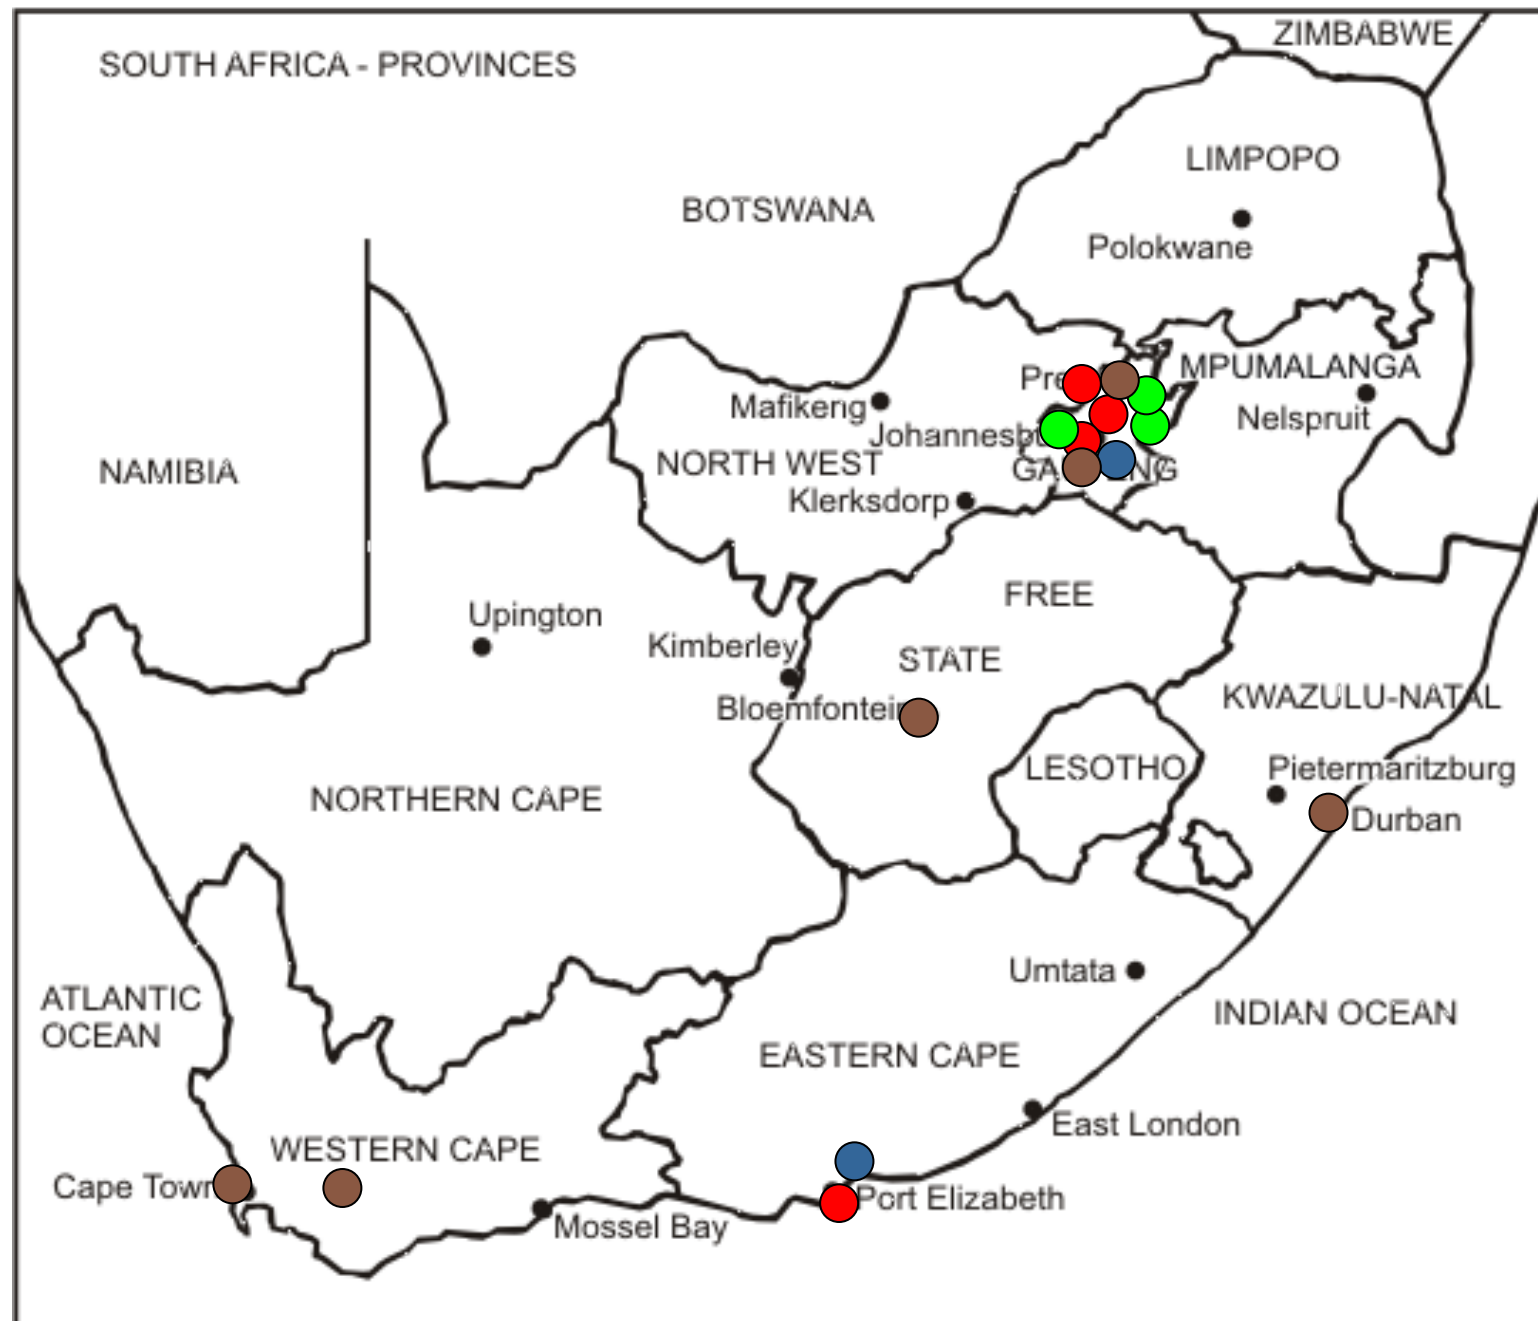 ZIMBABWE
SOUTH AFRICA - PROVINCES
LIMPOPO
BOTSWANA
Polokwane
MPUMALANGA
Mafikeng
Nelspruit
NORTH WEST
NAMIBIA
Klerksdorp
FREE
Upington
Kimberley
STATE
KWAZULU-NATAL
LESOTHO
Pietermaritzburg
NORTHERN CAPE
Durban
Umtata
ATLANTIC
OCEAN
INDIAN OCEAN
EASTERN CAPE
East London
WESTERN CAPE
Cape
Port Elizabeth
Mossel Bay